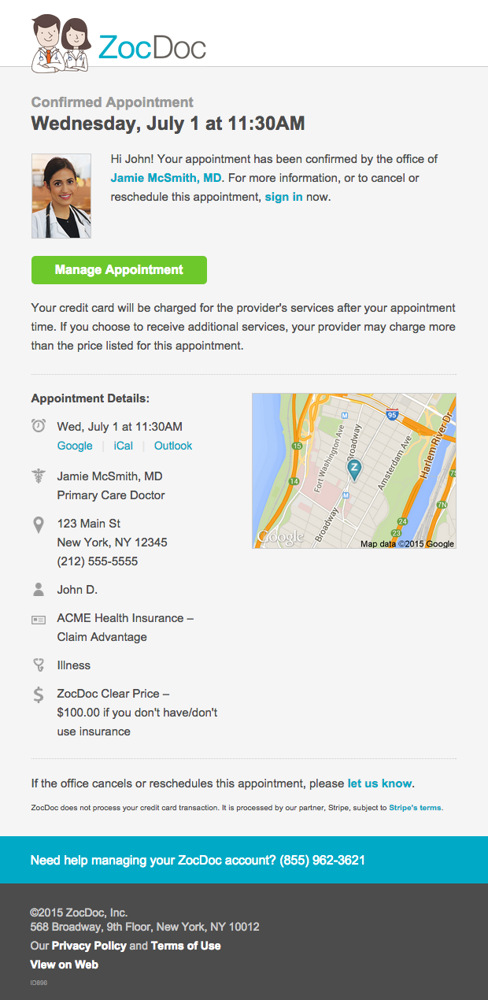 ZocDoc
Confirmed Appointment
Wednesday, July 1 at 11:30AM
Hi John! Your appointment has been confirmed by the office of
Jamie McSmith, MD. For more information, or to cancel or
reschedule this appointment, sign in now.
Manage Appointment
Your credit card will be charged for the provider's services after your appointment
time. If you choose to receive additional services, your provider may charge more
than the price listed for this appointment.
Appointment Details:
Wed, July 1 at 11:30AM
Google | iCal | Outlook
Jamie McSmith, MD
Primary Care Doctor
123 Main St
New York, NY 12345
(212) 555-5555
John D.
ACME Health Insurance –
Claim Advantage
Illness
ZocDoc Clear Price –
$100.00 if you don't have/don't
use insurance
95
M
Harlem River Dr
Broadway
Fort Washington Ave
Amsterdam Ave
15
Z
14
M
7N
Broadway
24
23
Google
Map data ©2015 Google
If the office cancels or reschedules this appointment, please let us know.
ZocDoc does not process your credit card transaction. It is processed by our partner, Stripe, subject to Stripe's terms.
Need help managing your ZocDoc account? (855) 962-3621
©2015 ZocDoc, Inc.
568 Broadway, 9th Floor, New York, NY 10012
Our Privacy Policy and Terms of Use
View on Web
IO896